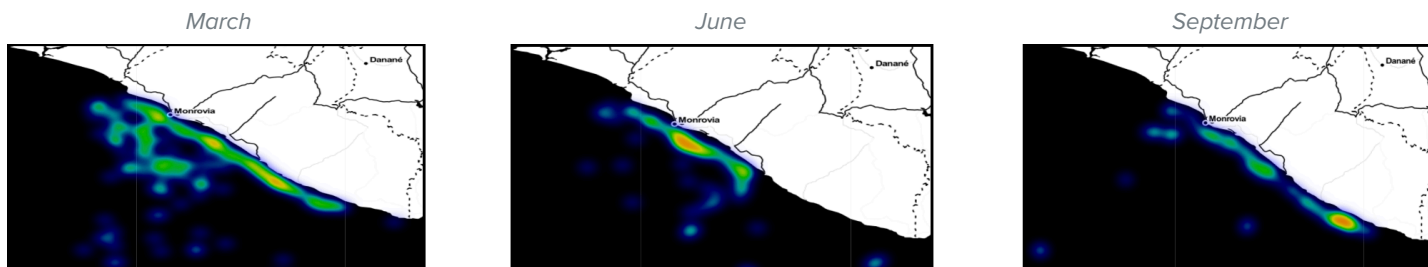 March
June
September
Danané
Monrovia
Danané
Monrovia
Danané
Monrovia